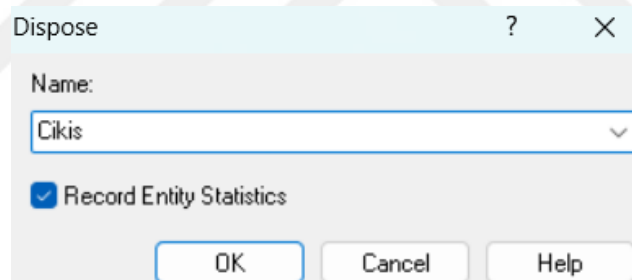 Dispose ?
Name:
Cikis
Record Entity Statistics
OK Cancel Help